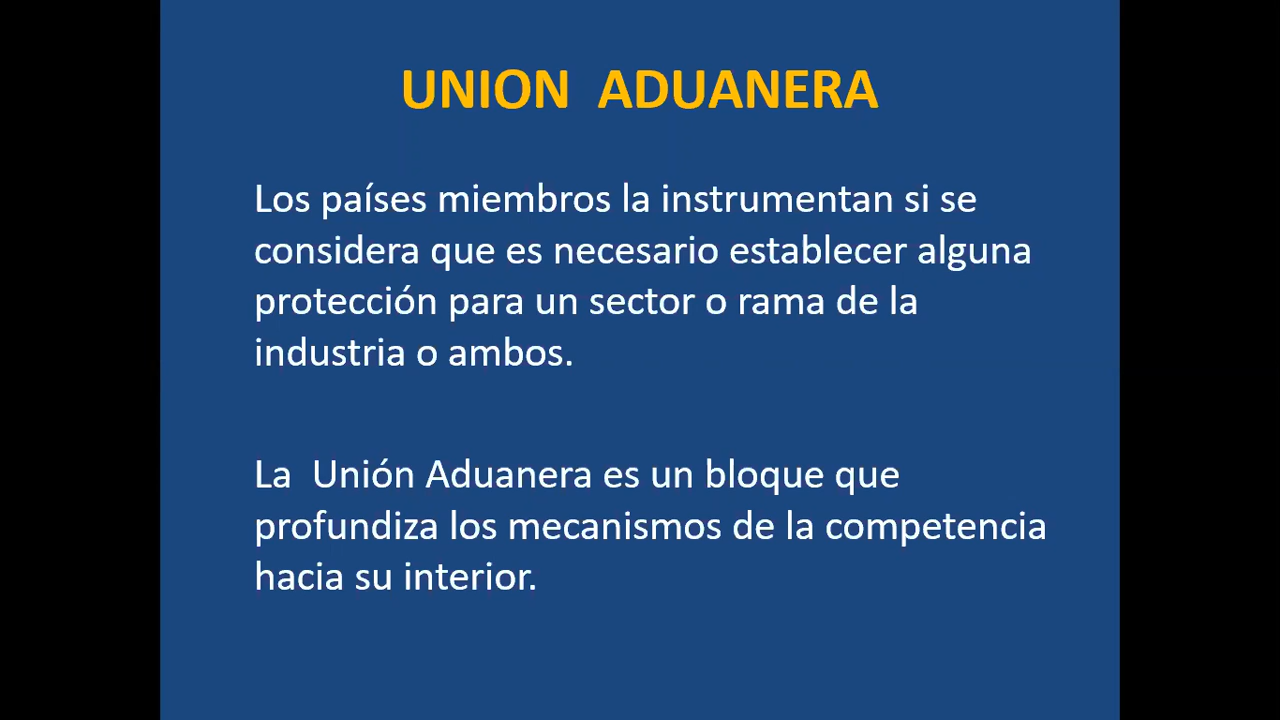 UNION  ADUANERA
Los países miembros la instrumentan si se
considera que es necesario establecer alguna
protección para un sector o rama de la
industria o ambos.
La  Unión Aduanera es un bloque que
profundiza los mecanismos de la competencia
hacia su interior.